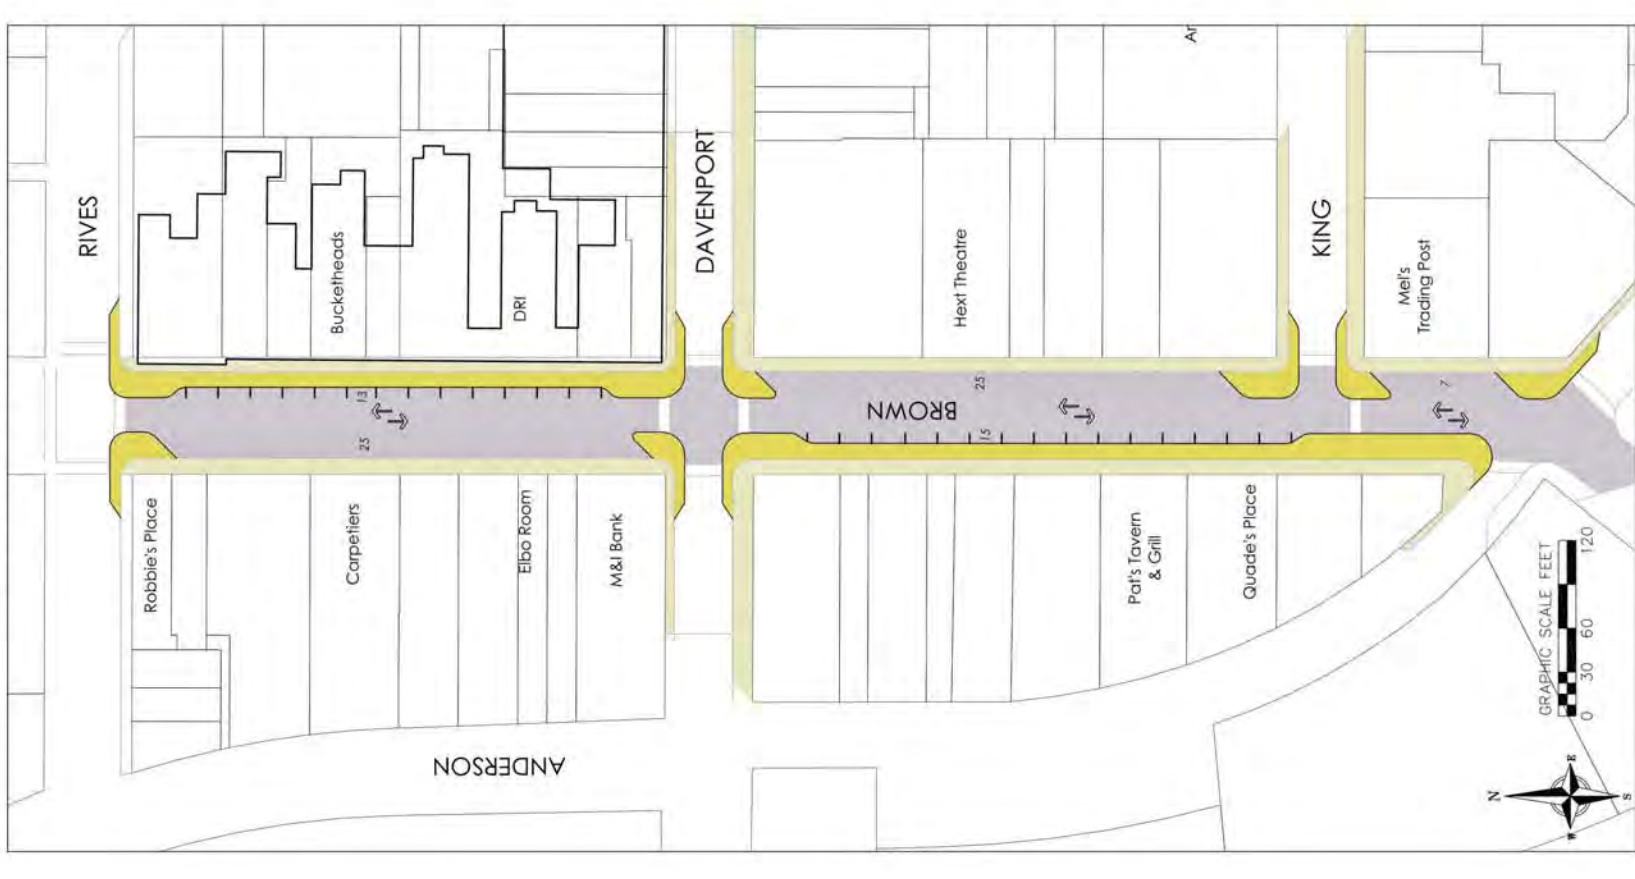 Ar
RIVES
DAVENPORT
KING
Bucketheads
DRI
Hext Theatre
Mel's
Trading Post
13
25
25
15
7
BROWN
Robbie's Place
Carpetiers
Elbo Room
M&I Bank
Pat's Tavern
& Grill
Quade's Place
ANDERSON
GRAPHIC SCALE FEET
0 30 60 120
N
E
W
S